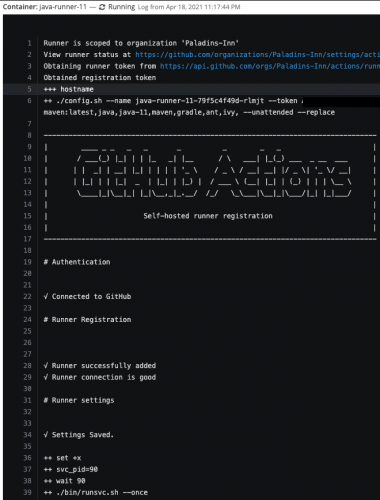 Container: java-runner-11 — Running Log from Apr 18, 2021 11:17:44 PM
1 Runner is scoped to organization 'Paladins-Inn'
2 View runner status at https://github.com/organizations/Paladins-Inn/settings/acti
3 Obtaining runner token from https://api.github.com/orgs/Paladins-Inn/actions/run
4 Obtained registration token
5 +++ hostname
6 ++ ./config.sh --name java-runner-11-79f5c4f49d-rlmjt --token
maven:latest,java,java-11,maven,gradle,ant,ivy, --unattended --replace
7
8
9
10 GitHub Actions
11
12
13
14
15 Self-hosted runner registration
16
17
18
19 # Authentication
20
21
22 √ Connected to GitHub
23
24 # Runner Registration
25
26
27
28 √ Runner successfully added
29 √ Runner connection is good
30
31 # Runner settings
32
33
34 √ Settings Saved.
35
36 ++ set +x
37 ++ svc_pid=90
38 ++ wait 90
39 ++ ./bin/runsvc.sh --once